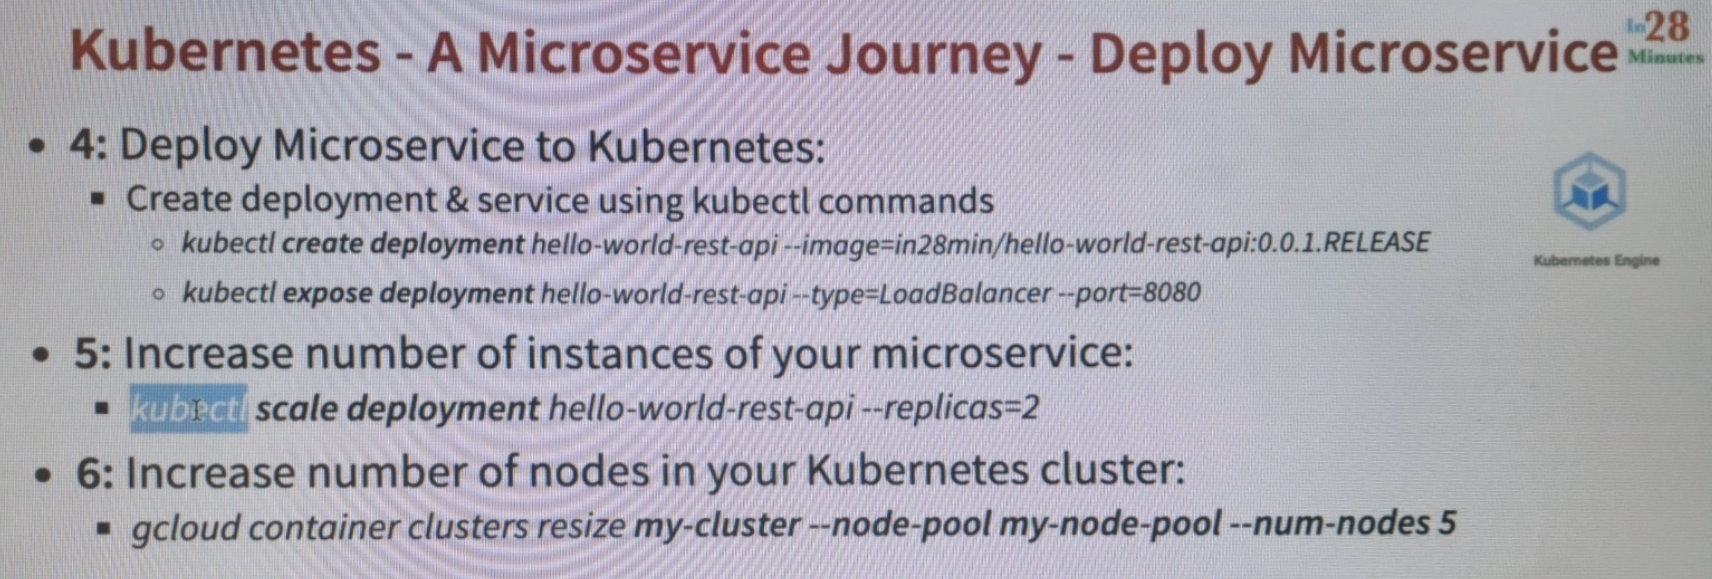 Kubernetes - A Microservice Journey - Deploy Microservice
In 28
Minutes
• 4: Deploy Microservice to Kubernetes:
▪ Create deployment & service using kubectl commands
○ kubectl create deployment hello-world-rest-api --image=in28min/hello-world-rest-api:0.0.1.RELEASE
○ kubectl expose deployment hello-world-rest-api --type=LoadBalancer --port=8080
Kubernetes Engine
• 5: Increase number of instances of your microservice:
▪ kubectl scale deployment hello-world-rest-api --replicas=2
• 6: Increase number of nodes in your Kubernetes cluster:
▪ gcloud container clusters resize my-cluster --node-pool my-node-pool --num-nodes 5